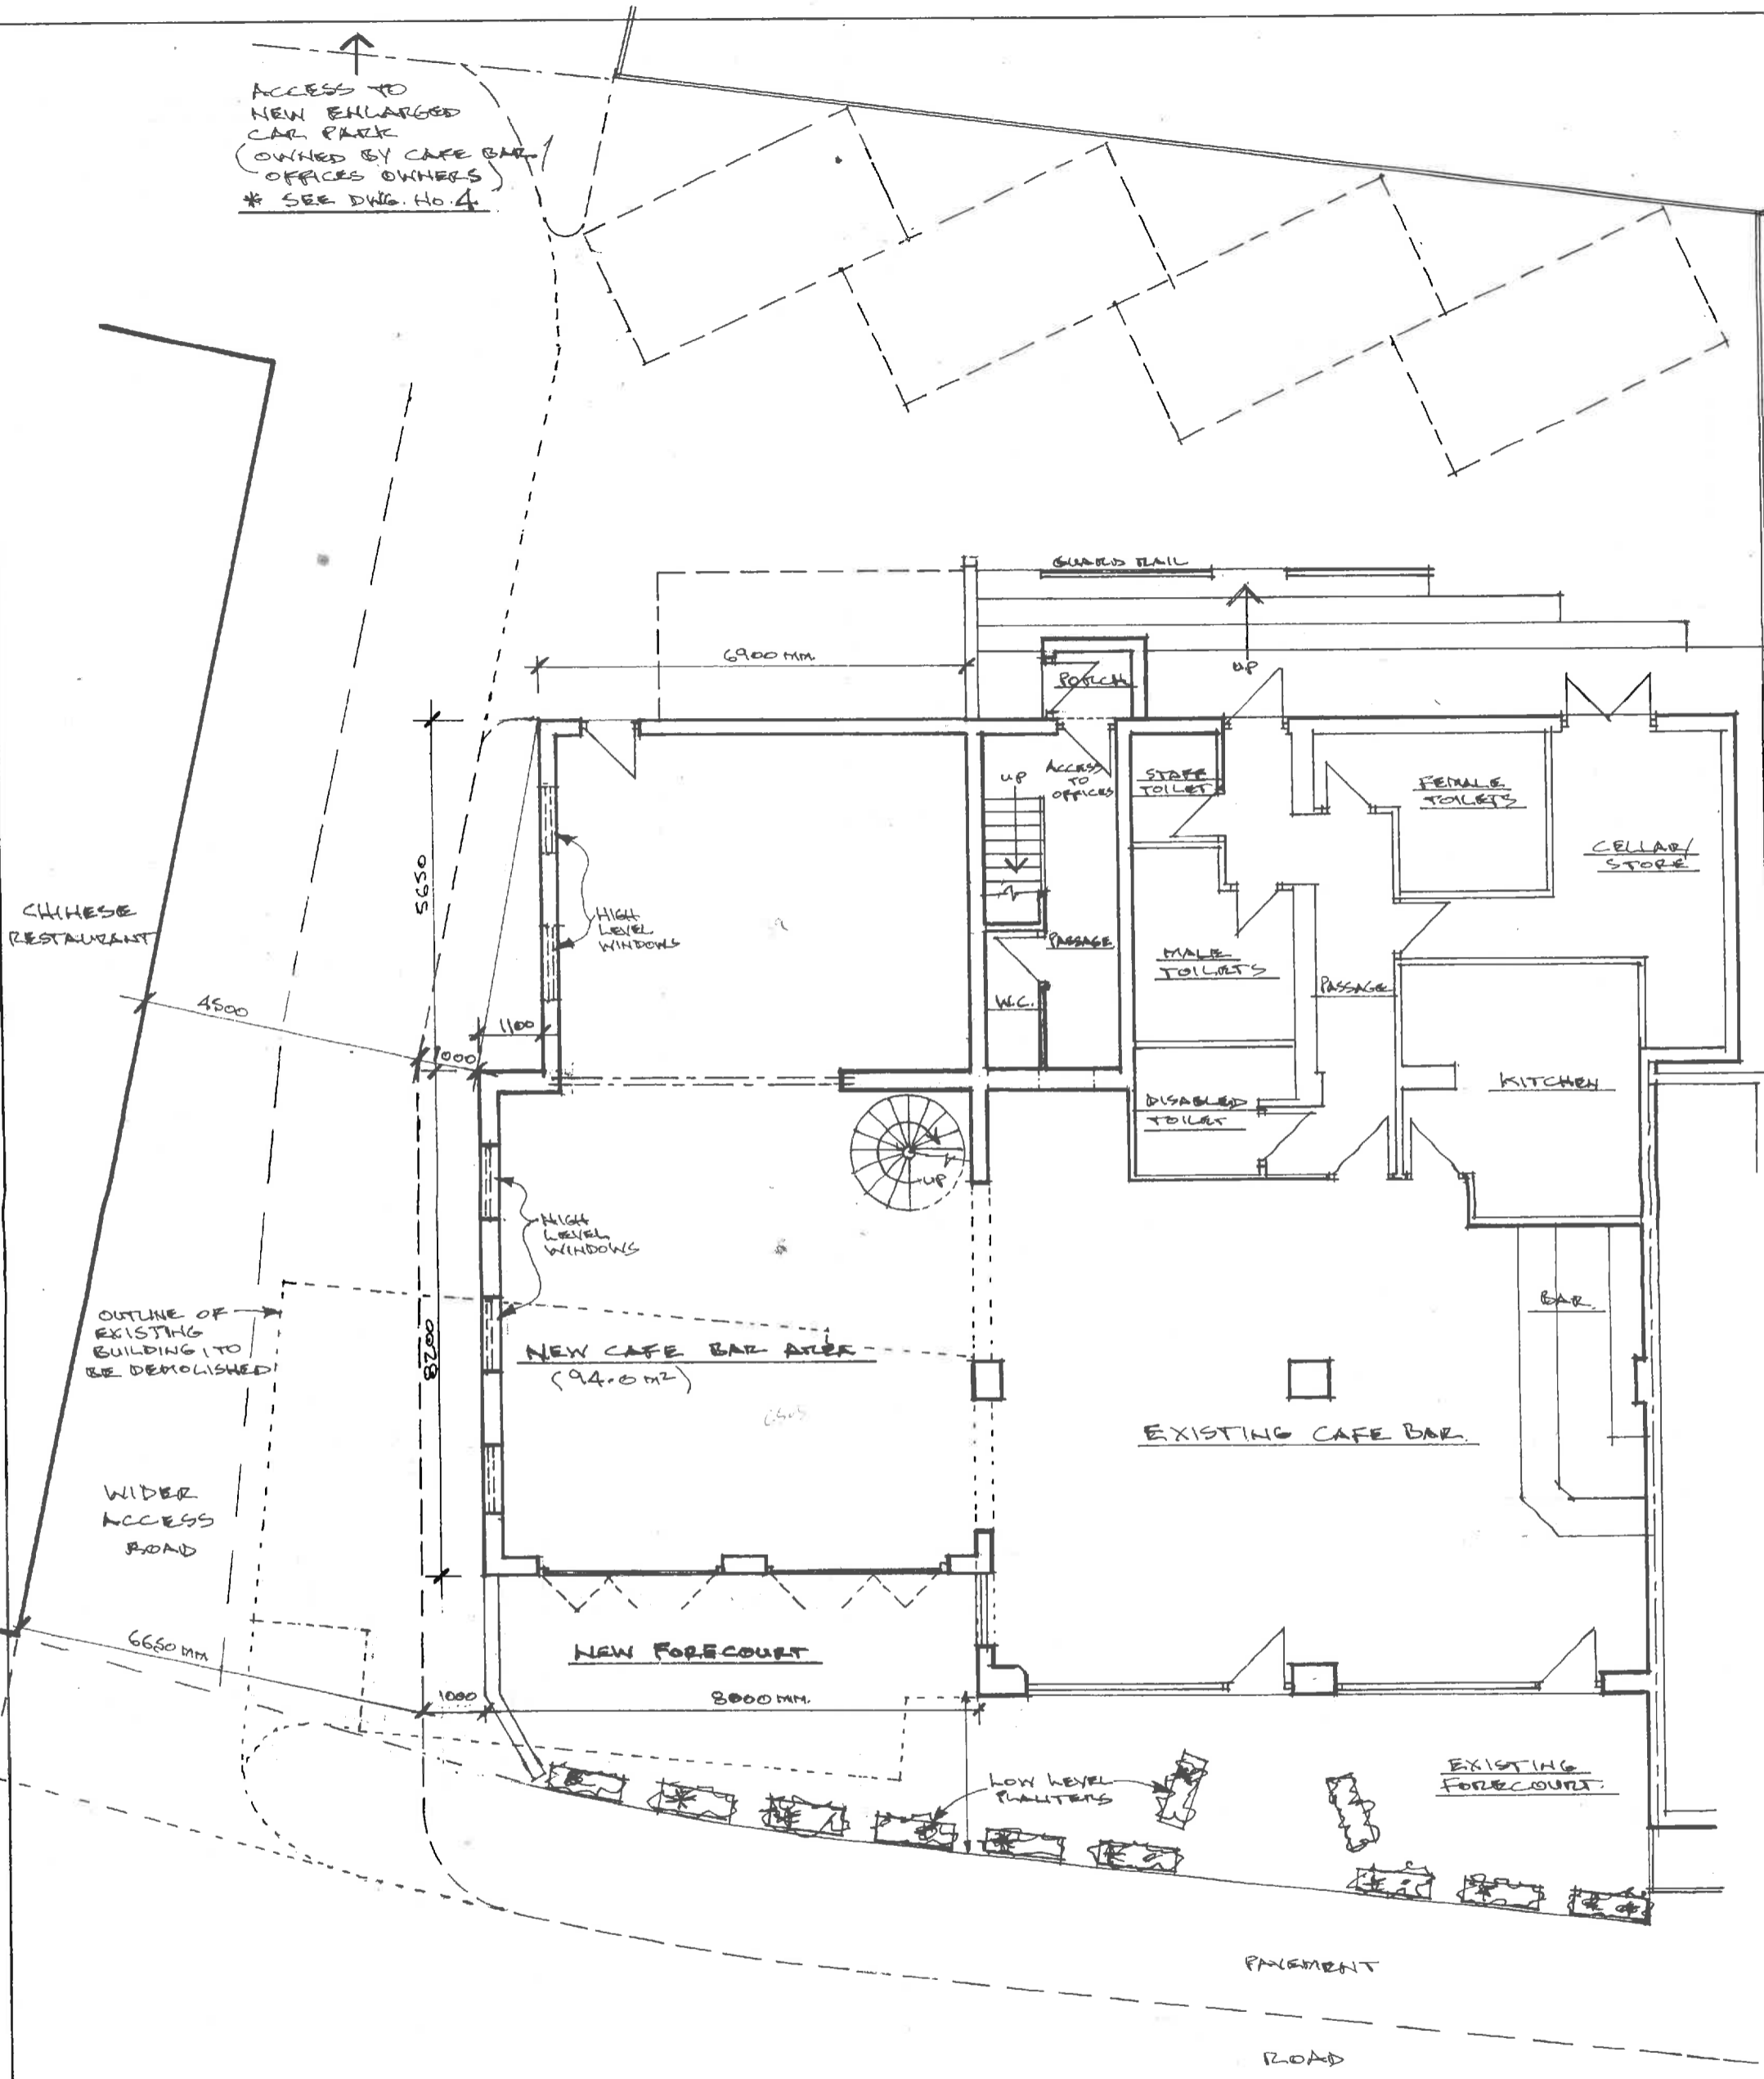 ACCESS TO
NEW ENLARGED
CAR PARK
(OWNED BY CAFE BAR/
OFFICES OWNERS)
* SEE DWG. No. 4.
GUARD RAIL
6900 MM.
PORCH
UP
UP
ACCESS
TO
OFFICES
STAFF
TOILET
FEMALE
TOILETS
CELLAR/
STORE
5650
HIGH
LEVEL
WINDOWS
CHINESE
RESTAURANT
PASSAGE
MALE
TOILETS
PASSAGE
W.C.
4500
1100
1000
KITCHEN
DISABLED
TOILET
UP
HIGH
LEVEL
WINDOWS
OUTLINE OF
EXISTING
BUILDING, TO
BE DEMOLISHED
8200
BAR.
NEW CAFE BAR AREA
(94.0 m²)
EXISTING CAFE BAR.
WIDER
ACCESS
ROAD
6650 MM
NEW FORECOURT
1000
8000 MM.
LOW LEVEL
PLANTERS
EXISTING
FORECOURT.
PAVEMENT
ROAD